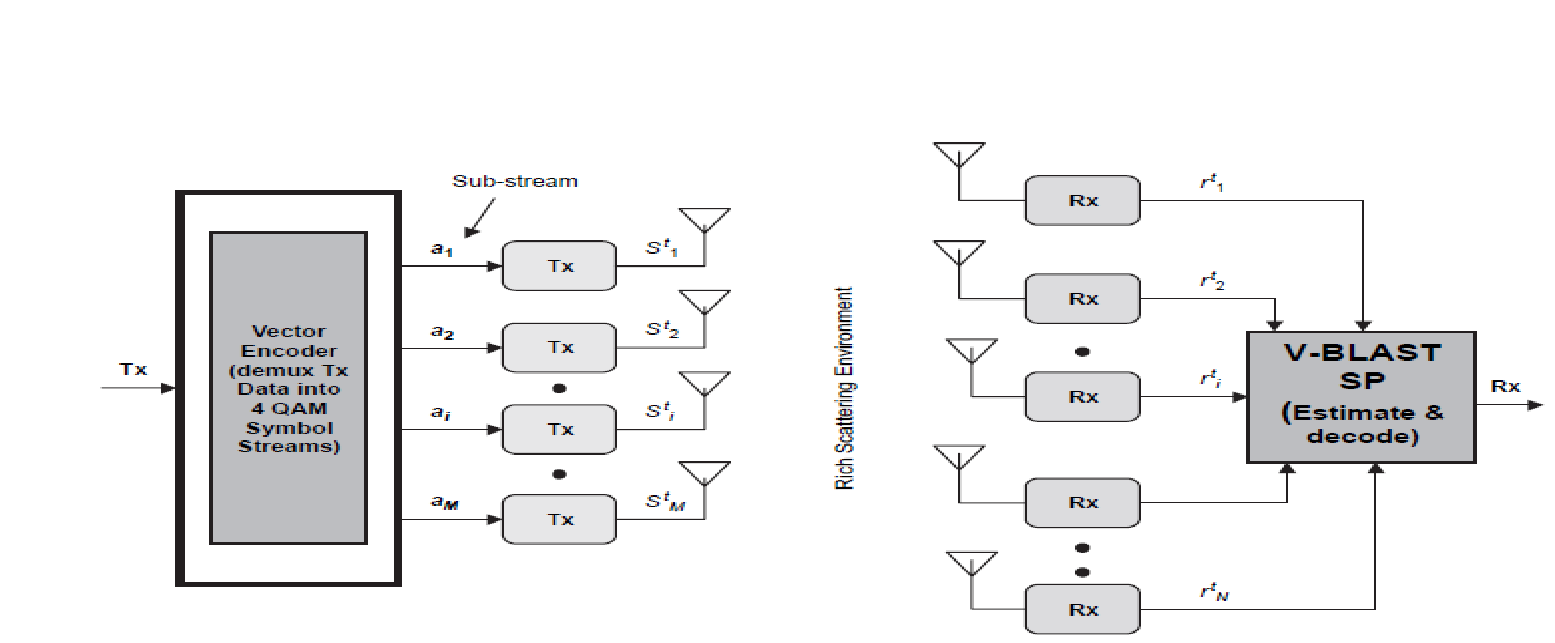 Sub-stream
Tx
Vector
Encoder
(demux Tx
Data into
4 QAM
Symbol
Streams)
a1
Tx
St1
a2
Tx
St2
ai
Tx
Sti
aM
Tx
StM
Rich Scattering Environment
Rx
rt1
Rx
rt2
Rx
rti
Rx
Rx
rtN
V-BLAST
SP
(Estimate &
decode)
Rx